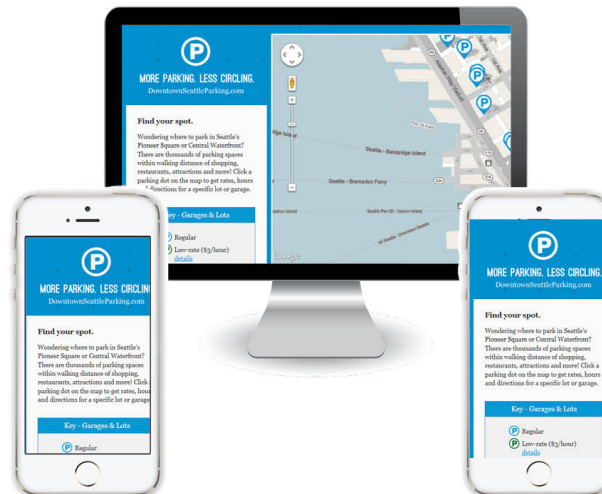 P
MORE PARKING. LESS CIRCLING.
DowntownSeattleParking.com
Find your spot.
Wondering where to park in Seattle's
Pioneer Square or Central Waterfront?
There are thousands of parking spaces
within walking distance of shopping,
restaurants, attractions and more! Click a
parking dot on the map to get rates, hours
directions for a specific lot or garage.
Key - Garages & Lots
Regular
Low-rate ($3/hour)
details
1st Ave
Alaskan Way Viaduct
P
P
P
P
Seattle - Bainbridge Island
Seattle - Bremerton Ferry
304
304
Google
P
MORE PARKING. LESS CIRCLIN
DowntownSeattleParking.com
Find your spot.
Wondering where to park in Seattle's
Pioneer Square or Central Waterfront?
There are thousands of parking spaces
within walking distance of shopping,
restaurants, attractions and more! Click
parking dot on the map to get rates, hou
and directions for a specific lot or garage
Key - Garages & Lots
P Regular
P
MORE PARKING. LESS CIRCLING.
DowntownSeattleParking.com
Find your spot.
Wondering where to park in Seattle's
Pioneer Square or Central Waterfront?
There are thousands of parking spaces
within walking distance of shopping,
restaurants, attractions and more! Click a
parking dot on the map to get rates, hours
and directions for a specific lot or garage.
Key - Garages & Lots
P Regular
P Low-rate ($3/hour)
details